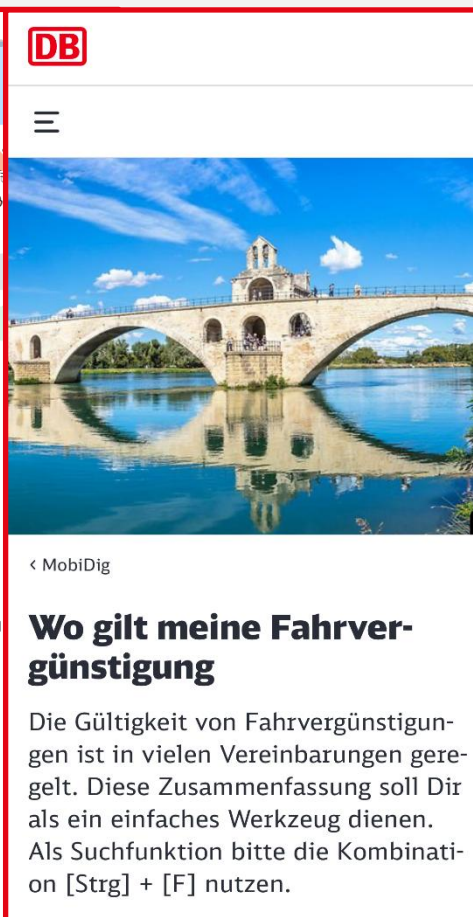 DB
< MobiDig
Wo gilt meine Fahrver-
günstigung
Die Gültigkeit von Fahrvergünstigun-
gen ist in vielen Vereinbarungen gere-
gelt. Diese Zusammenfassung soll Dir
als ein einfaches Werkzeug dienen.
Als Suchfunktion bitte die Kombinati-
on [Strg] + [F] nutzen.